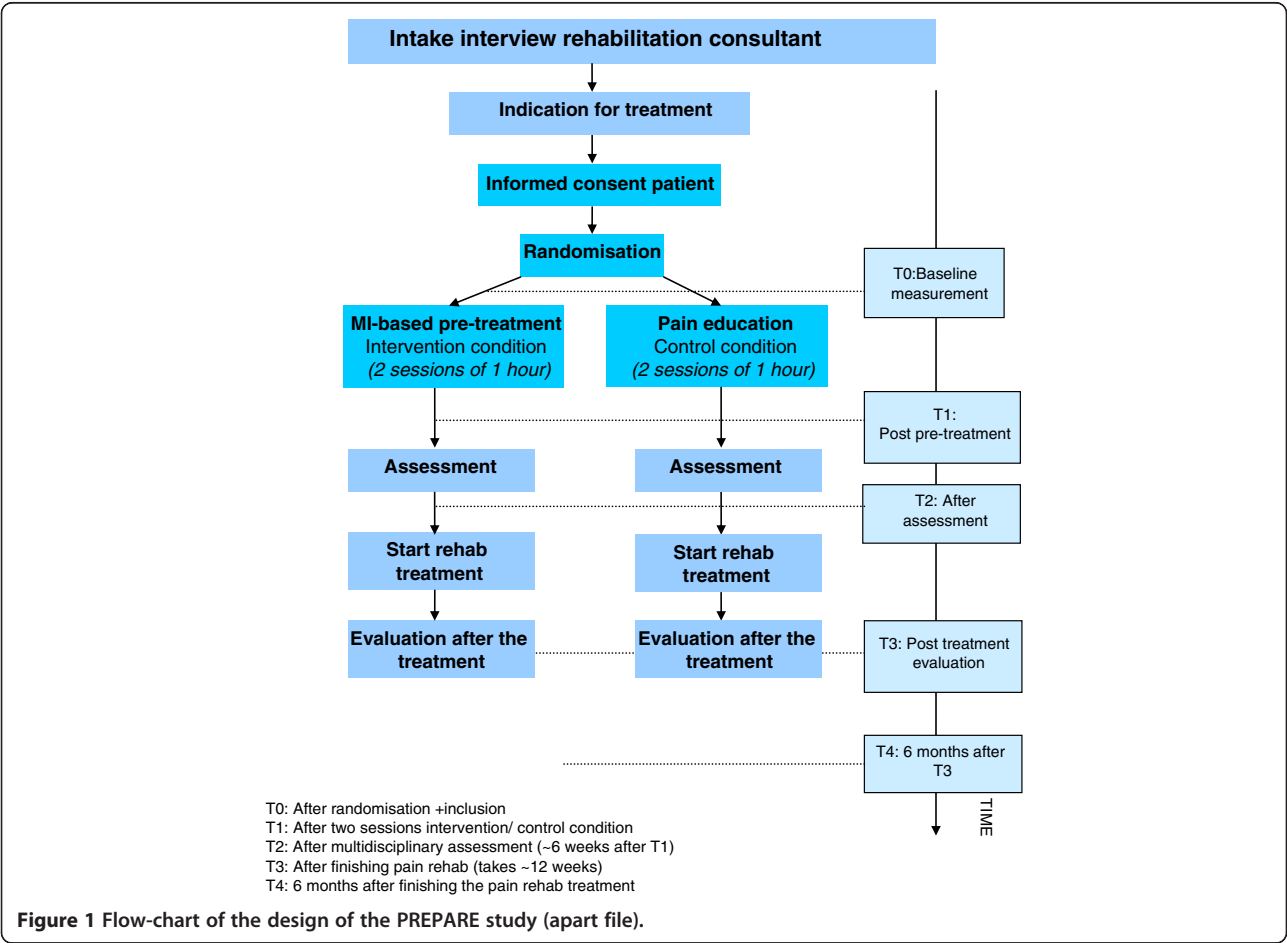 Intake interview rehabilitation consultant
Indication for treatment
Informed consent patient
Randomisation
T0:Baseline
measurement
MI-based pre-treatment
Intervention condition
(2 sessions of 1 hour)
Pain education
Control condition
(2 sessions of 1 hour)
T1:
Post pre-treatment
Assessment
Assessment
T2: After
assessment
Start rehab
treatment
Start rehab
treatment
Evaluation after the
treatment
Evaluation after the
treatment
T3: Post treatment
evaluation
T4: 6 months after
T3
TIME
T0: After randomisation +inclusion
T1: After two sessions intervention/ control condition
T2: After multidisciplinary assessment (~6 weeks after T1)
T3: After finishing pain rehab (takes ~12 weeks)
T4: 6 months after finishing the pain rehab treatment
Figure 1 Flow-chart of the design of the PREPARE study (apart file).